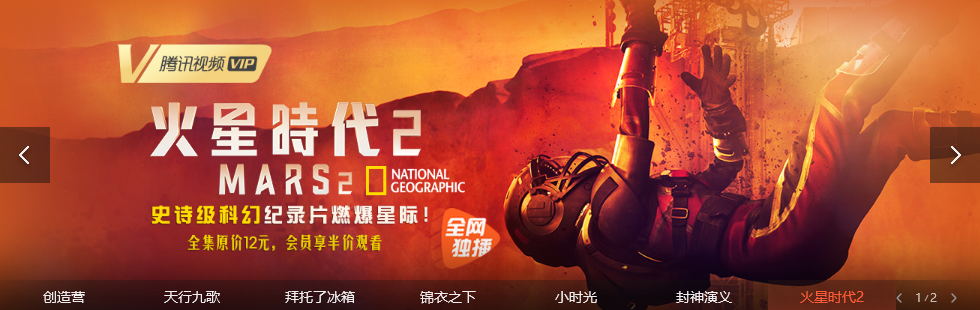 腾讯视频 VIP
火星時代2
MARS 2
NATIONAL
GEOGRAPHIC
史诗级科幻纪录片燃爆星际!
全集原价12元, 会员享半价观看
全网
独播
创造营 天行九歌 拜托了冰箱 锦衣之下 小时光 封神演义 火星时代2 < 1/2 >